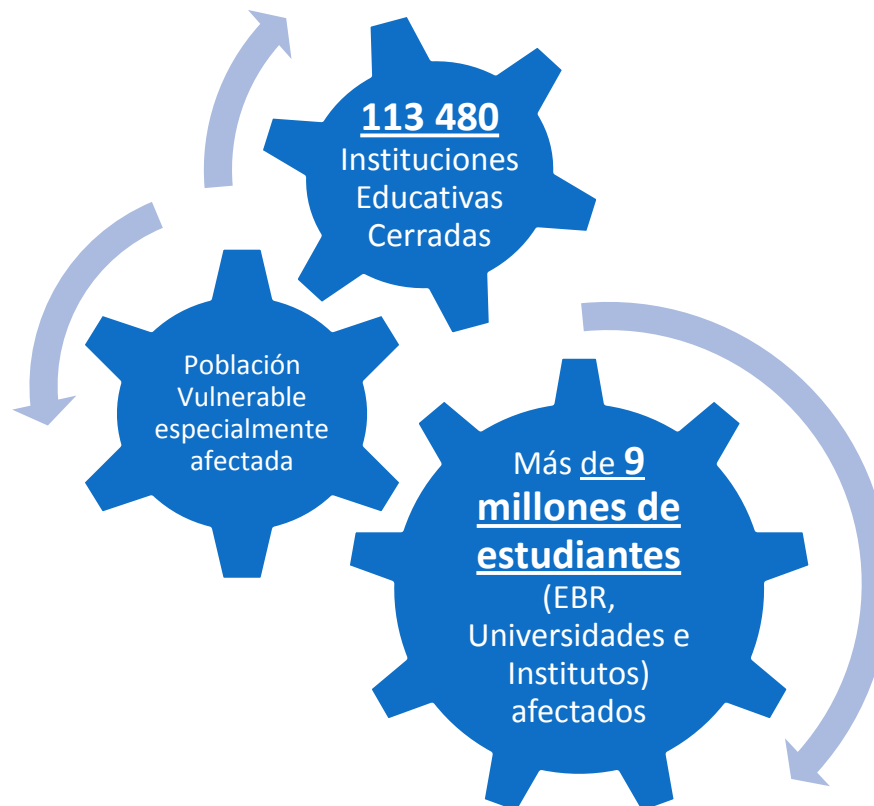 113 480
Instituciones
Educativas
Cerradas
Población
Vulnerable
especialmente
afectada
Más de 9
millones de
estudiantes
(EBR,
Universidades e
Institutos)
afectados